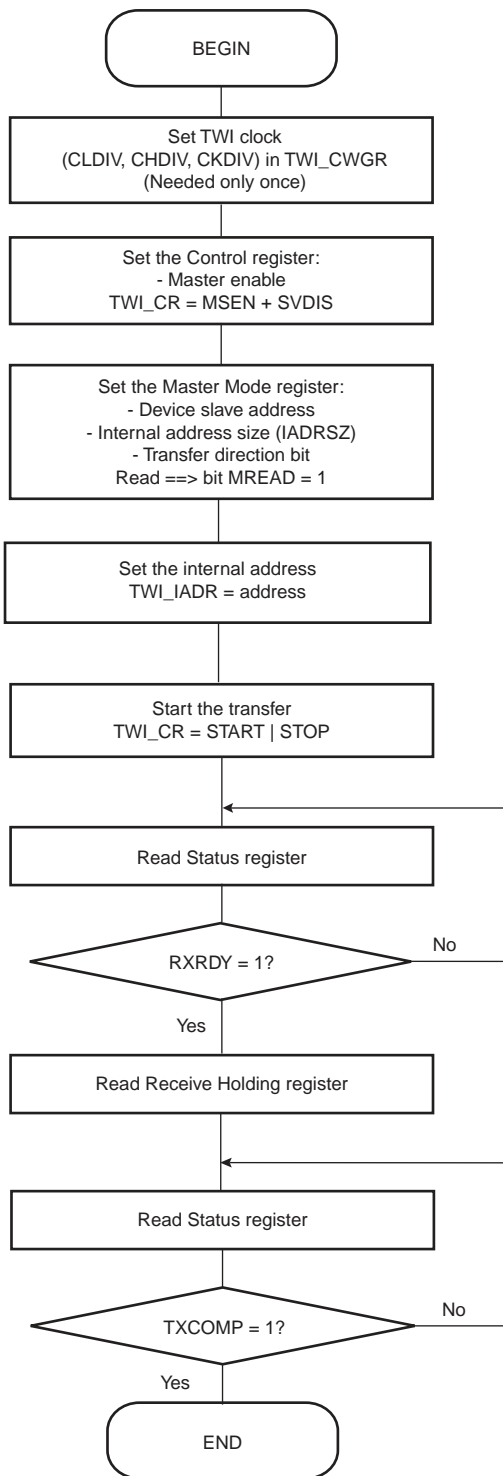 BEGIN
Set TWI clock
(CLDIV, CHDIV, CKDIV) in TWI_CWGR
(Needed only once)
Set the Control register:
- Master enable
TWI_CR = MSEN + SVDIS
Set the Master Mode register:
- Device slave address
- Internal address size (IADRSZ)
- Transfer direction bit
Read ==> bit MREAD = 1
Set the internal address
TWI_IADR = address
Start the transfer
TWI_CR = START | STOP
Read Status register
RXRDY = 1?
No
Yes
Read Receive Holding register
Read Status register
TXCOMP = 1?
No
Yes
END